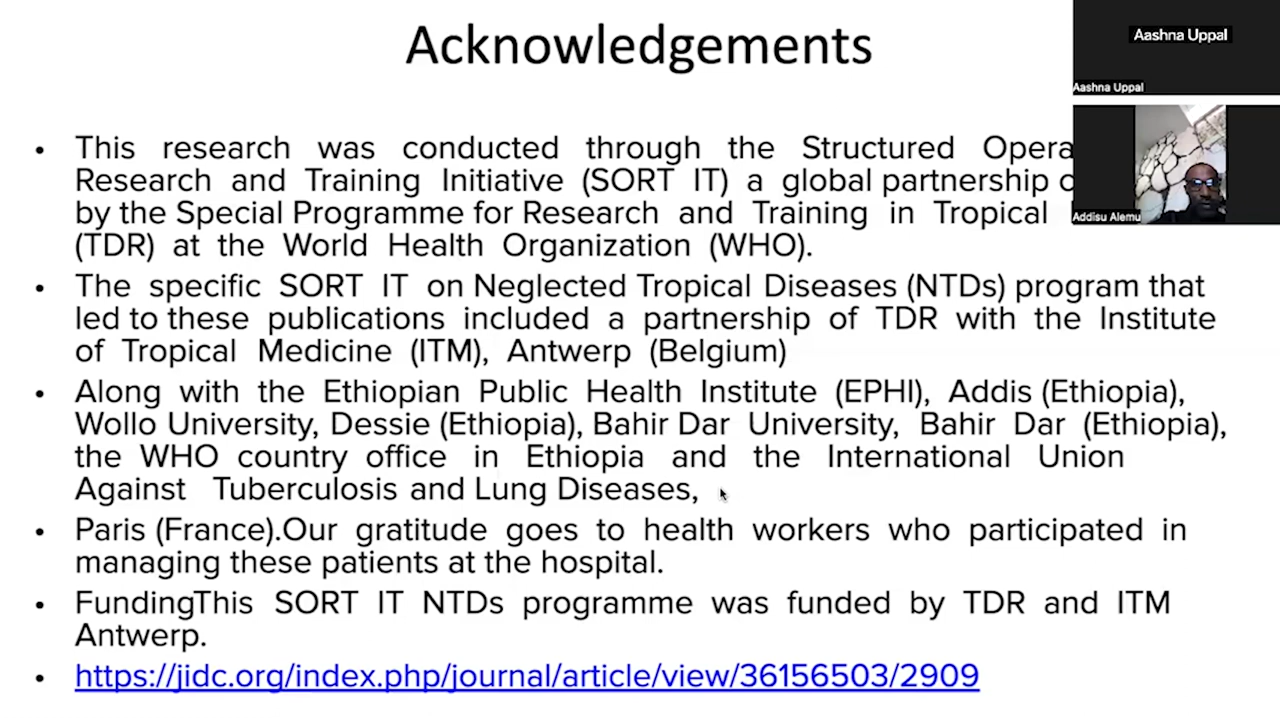 Acknowledgements
Aashna Uppal
Aashna Uppal
Addisu Alemu
• This research was conducted through the Structured
Research and Training Initiative (SORT IT) a global partnership
by the Special Programme for Research and Training in Tropical
(TDR) at the World Health Organization (WHO).
• The specific SORT IT on Neglected Tropical Diseases (NTDs) program that
led to these publications included a partnership of TDR with the Institute
of Tropical Medicine (ITM), Antwerp (Belgium)
• Along with the Ethiopian Public Health Institute (EPHI), Addis (Ethiopia),
Wollo University, Dessie (Ethiopia), Bahir Dar University, Bahir Dar (Ethiopia),
the WHO country office in Ethiopia and the International Union
Against Tuberculosis and Lung Diseases,
• Paris (France).Our gratitude goes to health workers who participated in
managing these patients at the hospital.
• FundingThis SORT IT NTDs programme was funded by TDR and ITM
Antwerp.
• https://jidc.org/index.php/journal/article/view/36156503/2909